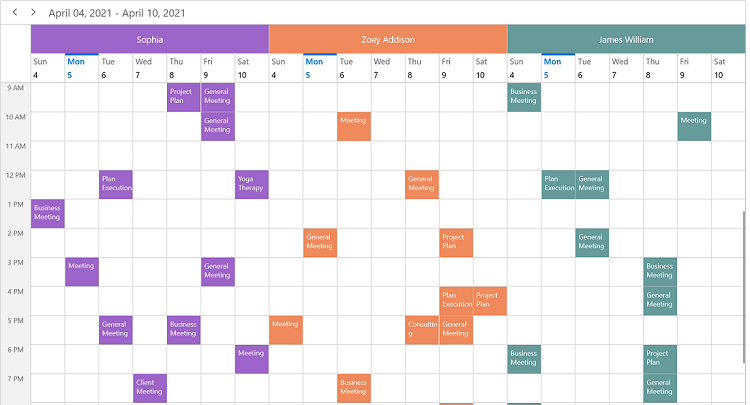 April 04, 2021 - April 10, 2021
Sophia Zoey Addison James William
Sun Mon Tue Wed Thu Fri Sat Sun Mon Tue Wed Thu Fri Sat Sun Mon Tue Wed Thu Fri Sat
4 5 6 7 8 9 10 4 5 6 7 8 9 10 4 5 6 7 8 9 10
9 AM Project General Business
Plan Meeting Meeting
10 AM General Meeting Meeting
Meeting
11 AM
12 PM Plan Yoga General Plan General
Execution Therapy Meeting Execution Meeting
1 PM Business
Meeting
2 PM General Project General
Meeting Plan Meeting
3 PM Meeting General Business
Meeting Meeting
4 PM Plan Project General
Execution Plan Meeting
5 PM General Business Meeting Consultin General
Meeting Meeting g Meeting
6 PM Meeting Business Project
Meeting Plan
7 PM Client Business General
Meeting Meeting Meeting